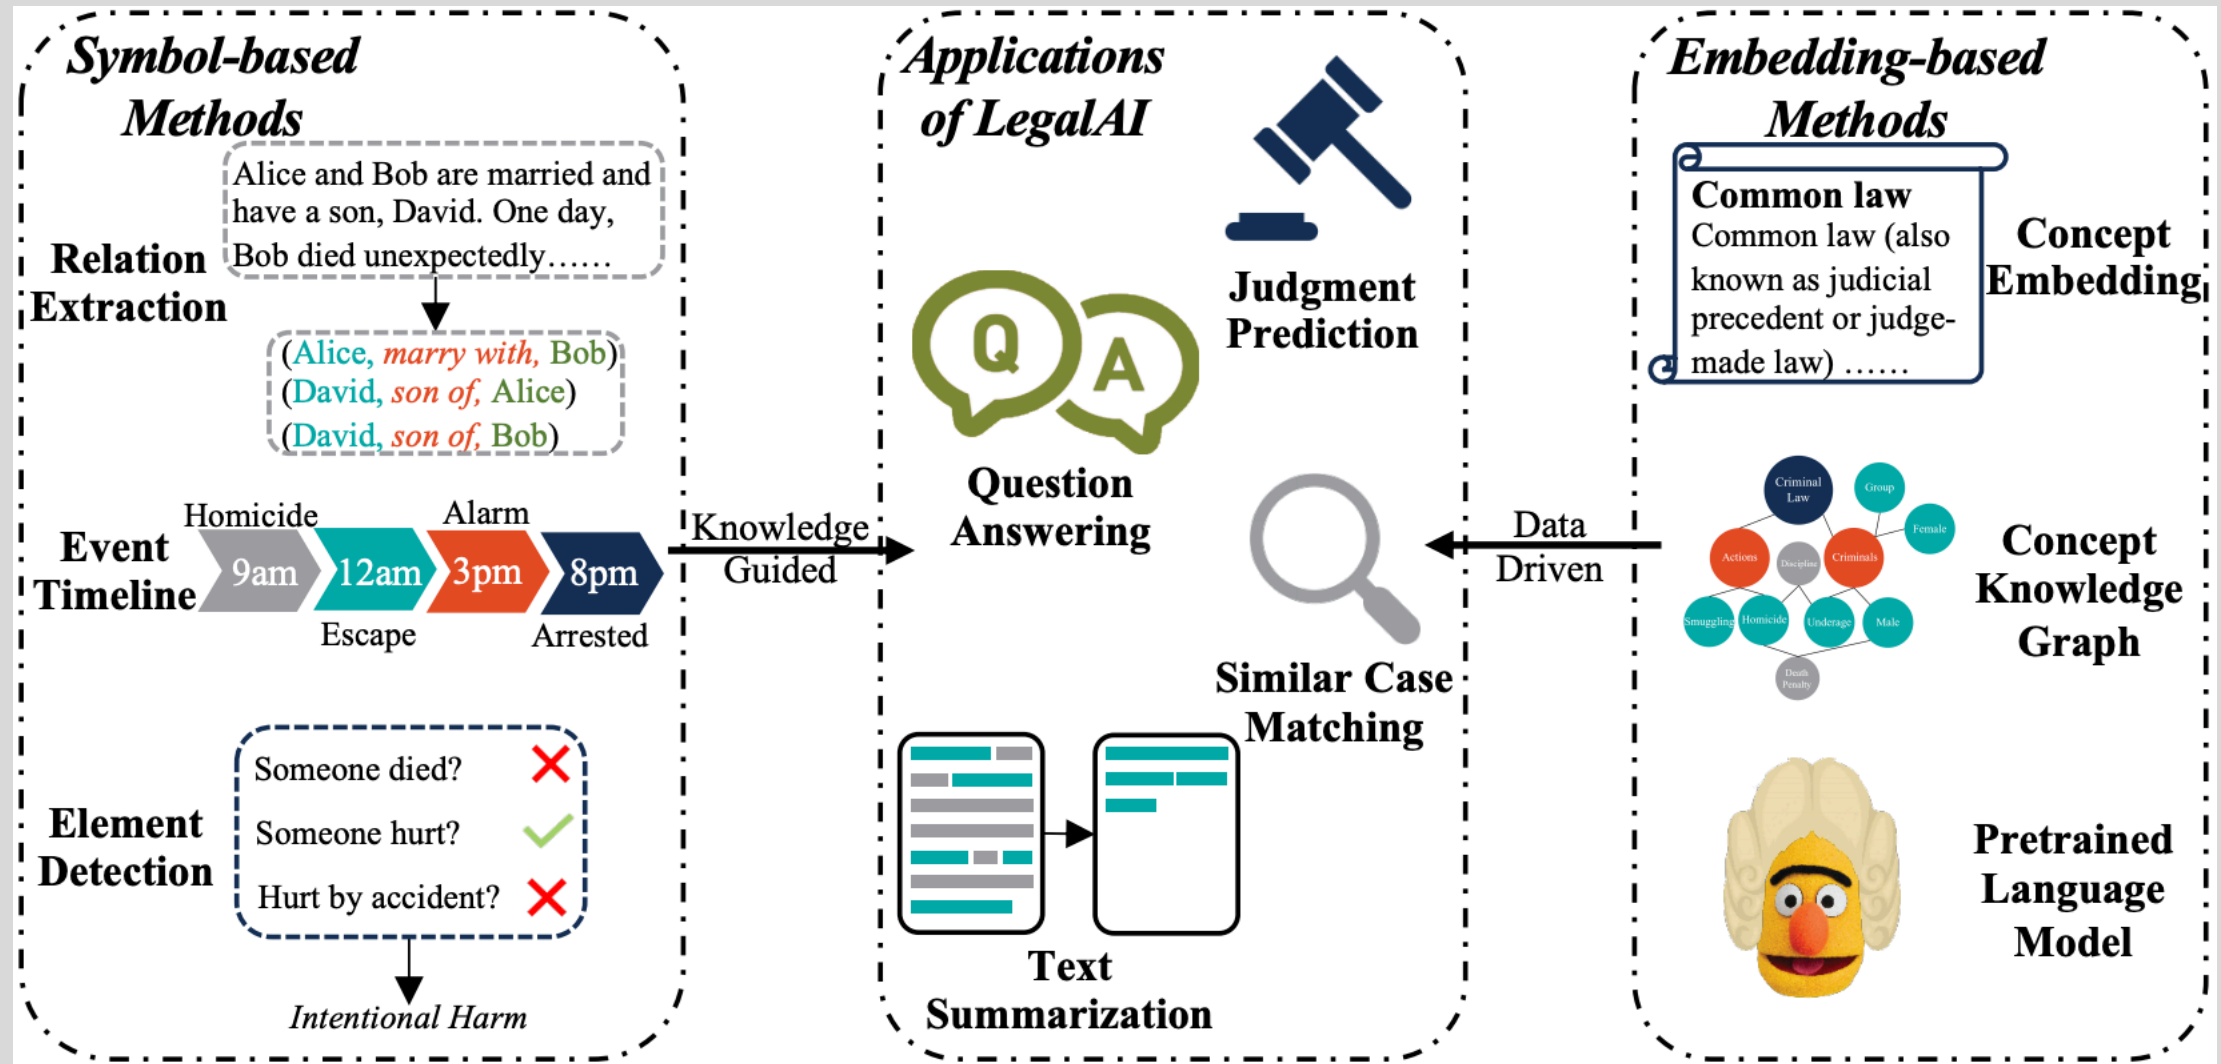 Symbol-based
Methods
Alice and Bob are married and
have a son, David. One day,
Bob died unexpectedly……
Relation
Extraction
(Alice, marry with, Bob)
(David, son of, Alice)
(David, son of, Bob)
Event
Timeline
Homicide
9am
12am
Escape
Alarm
3pm
8pm
Arrested
Element
Detection
Someone died?
Someone hurt?
Hurt by accident?
Intentional Harm
Knowledge
Guided
Applications
of LegalAI
Judgment
Prediction
Q
A
Question
Answering
Similar Case
Matching
Text
Summarization
Data
Driven
Embedding-based
Methods
Common law
Common law (also
known as judicial
precedent or judge-
made law) ……
Concept
Embedding
Criminal
Law
Group
Female
Actions
Discipline
Criminals
Smuggling
Homicide
Underage
Male
Death
Penalty
Concept
Knowledge
Graph
Pretrained
Language
Model